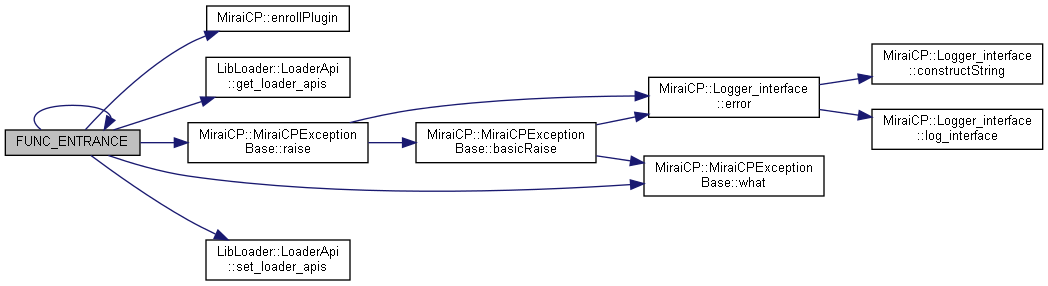 MiraiCP::enrollPlugin
LibLoader::LoaderApi
::get_loader_apis
FUNC_ENTRANCE
MiraiCP::MiraiCPException
Base::raise
MiraiCP::MiraiCPException
Base::basicRaise
MiraiCP::Logger_interface
::error
MiraiCP::Logger_interface
::constructString
MiraiCP::Logger_interface
::log_interface
MiraiCP::MiraiCPException
Base::what
LibLoader::LoaderApi
::set_loader_apis